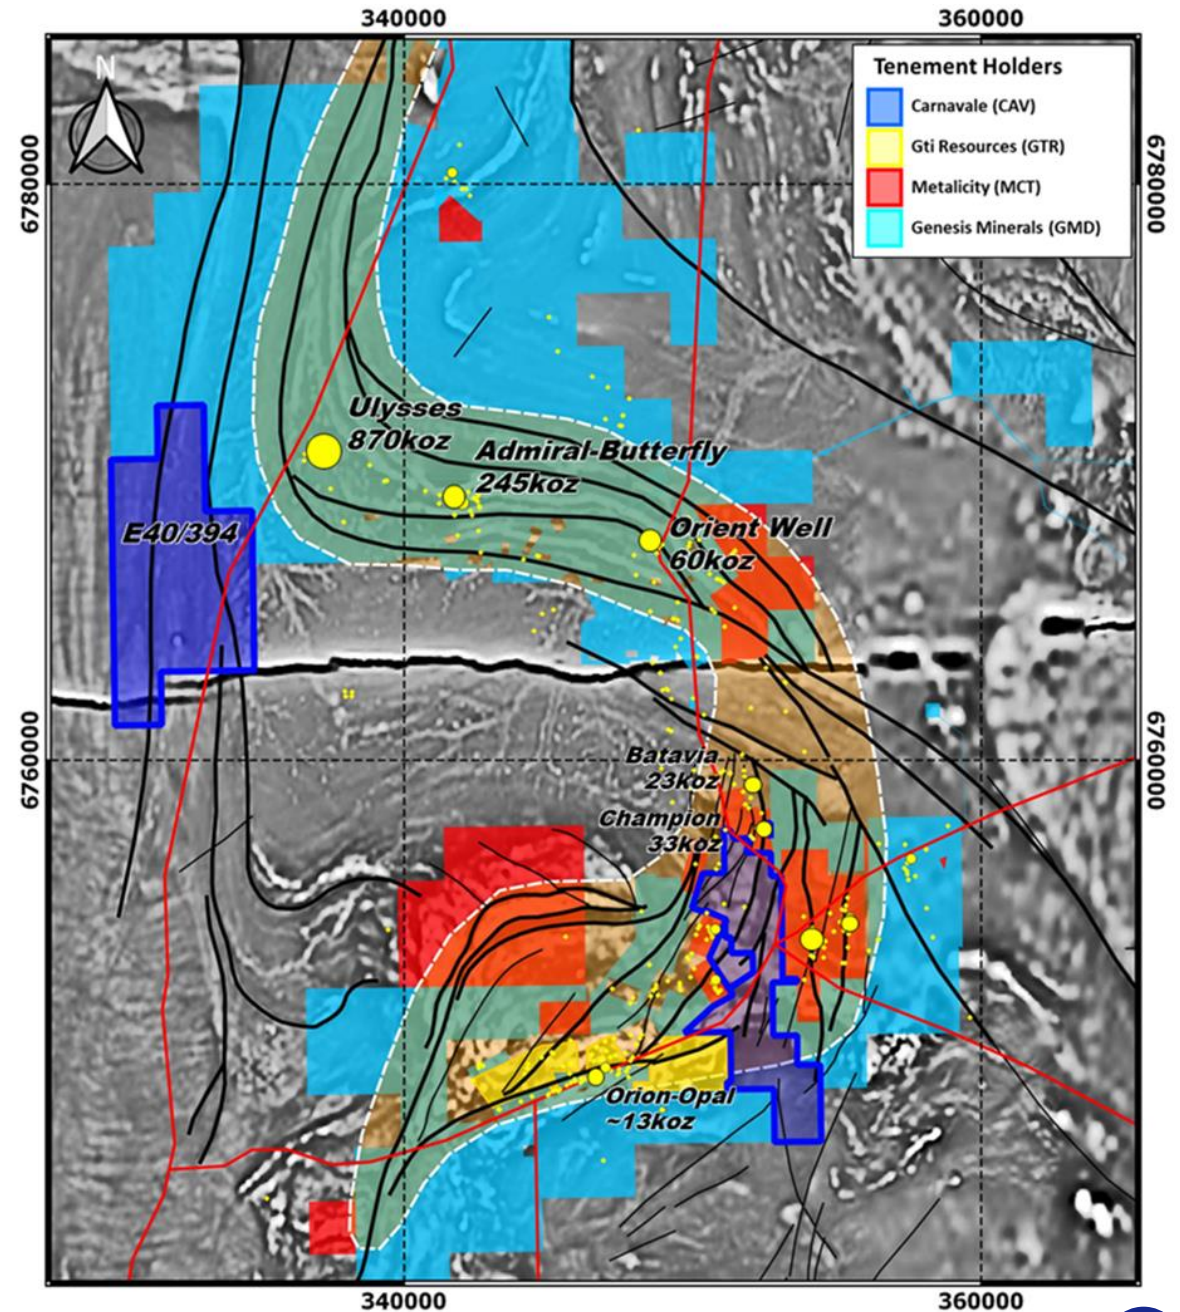 340000
360000
N
Tenement Holders
Carnavale (CAV)
Gti Resources (GTR)
Metalicity (MCT)
Genesis Minerals (GMD)
6780000
6780000
Ulysses
870koz
Admiral-Butterfly
245koz
E40/394
Orient Well
60koz
6760000
6760000
Batavia
23koz
Champion
33koz
Orion-Opal
~13koz
340000
360000